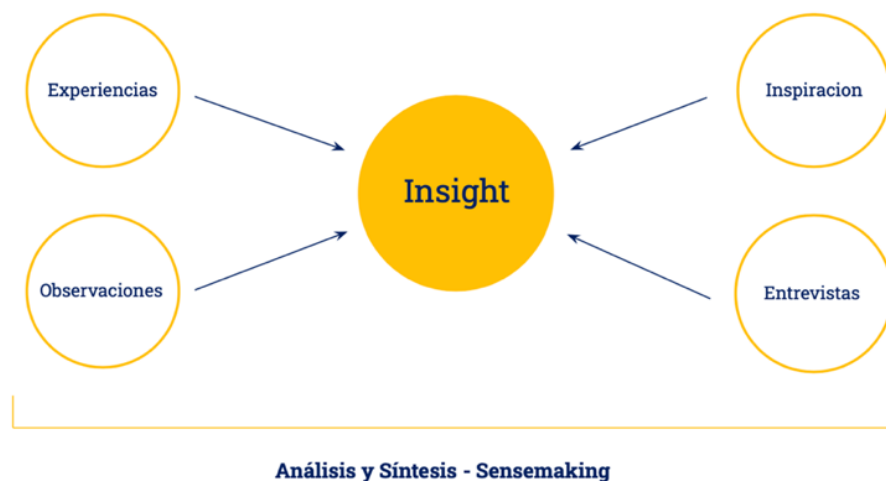 Experiencias
Inspiracion
Insight
Observaciones
Entrevistas
Análisis y Síntesis - Sensemaking